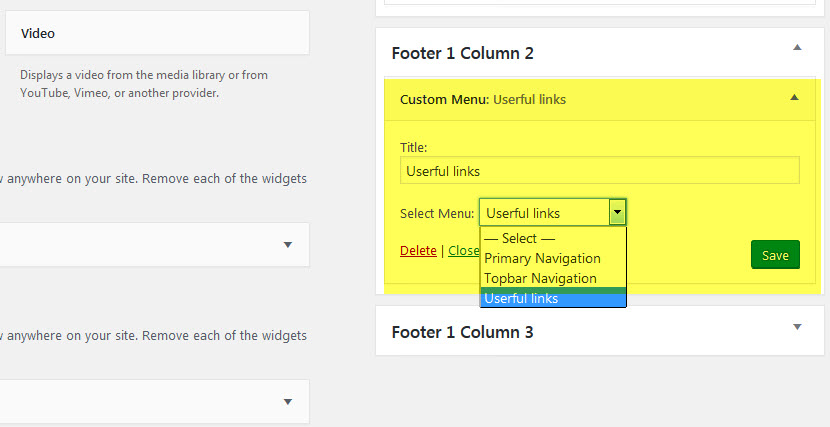 Video
Displays a video from the media library or from
YouTube, Vimeo, or another provider.
w anywhere on your site. Remove each of the widgets
w anywhere on your site. Remove each of the widgets
Footer 1 Column 2
Custom Menu: Userful links
Title:
Userful links
Select Menu: Userful links
— Select —
Primary Navigation
Topbar Navigation
Userful links
Delete | Close
Save
Footer 1 Column 3